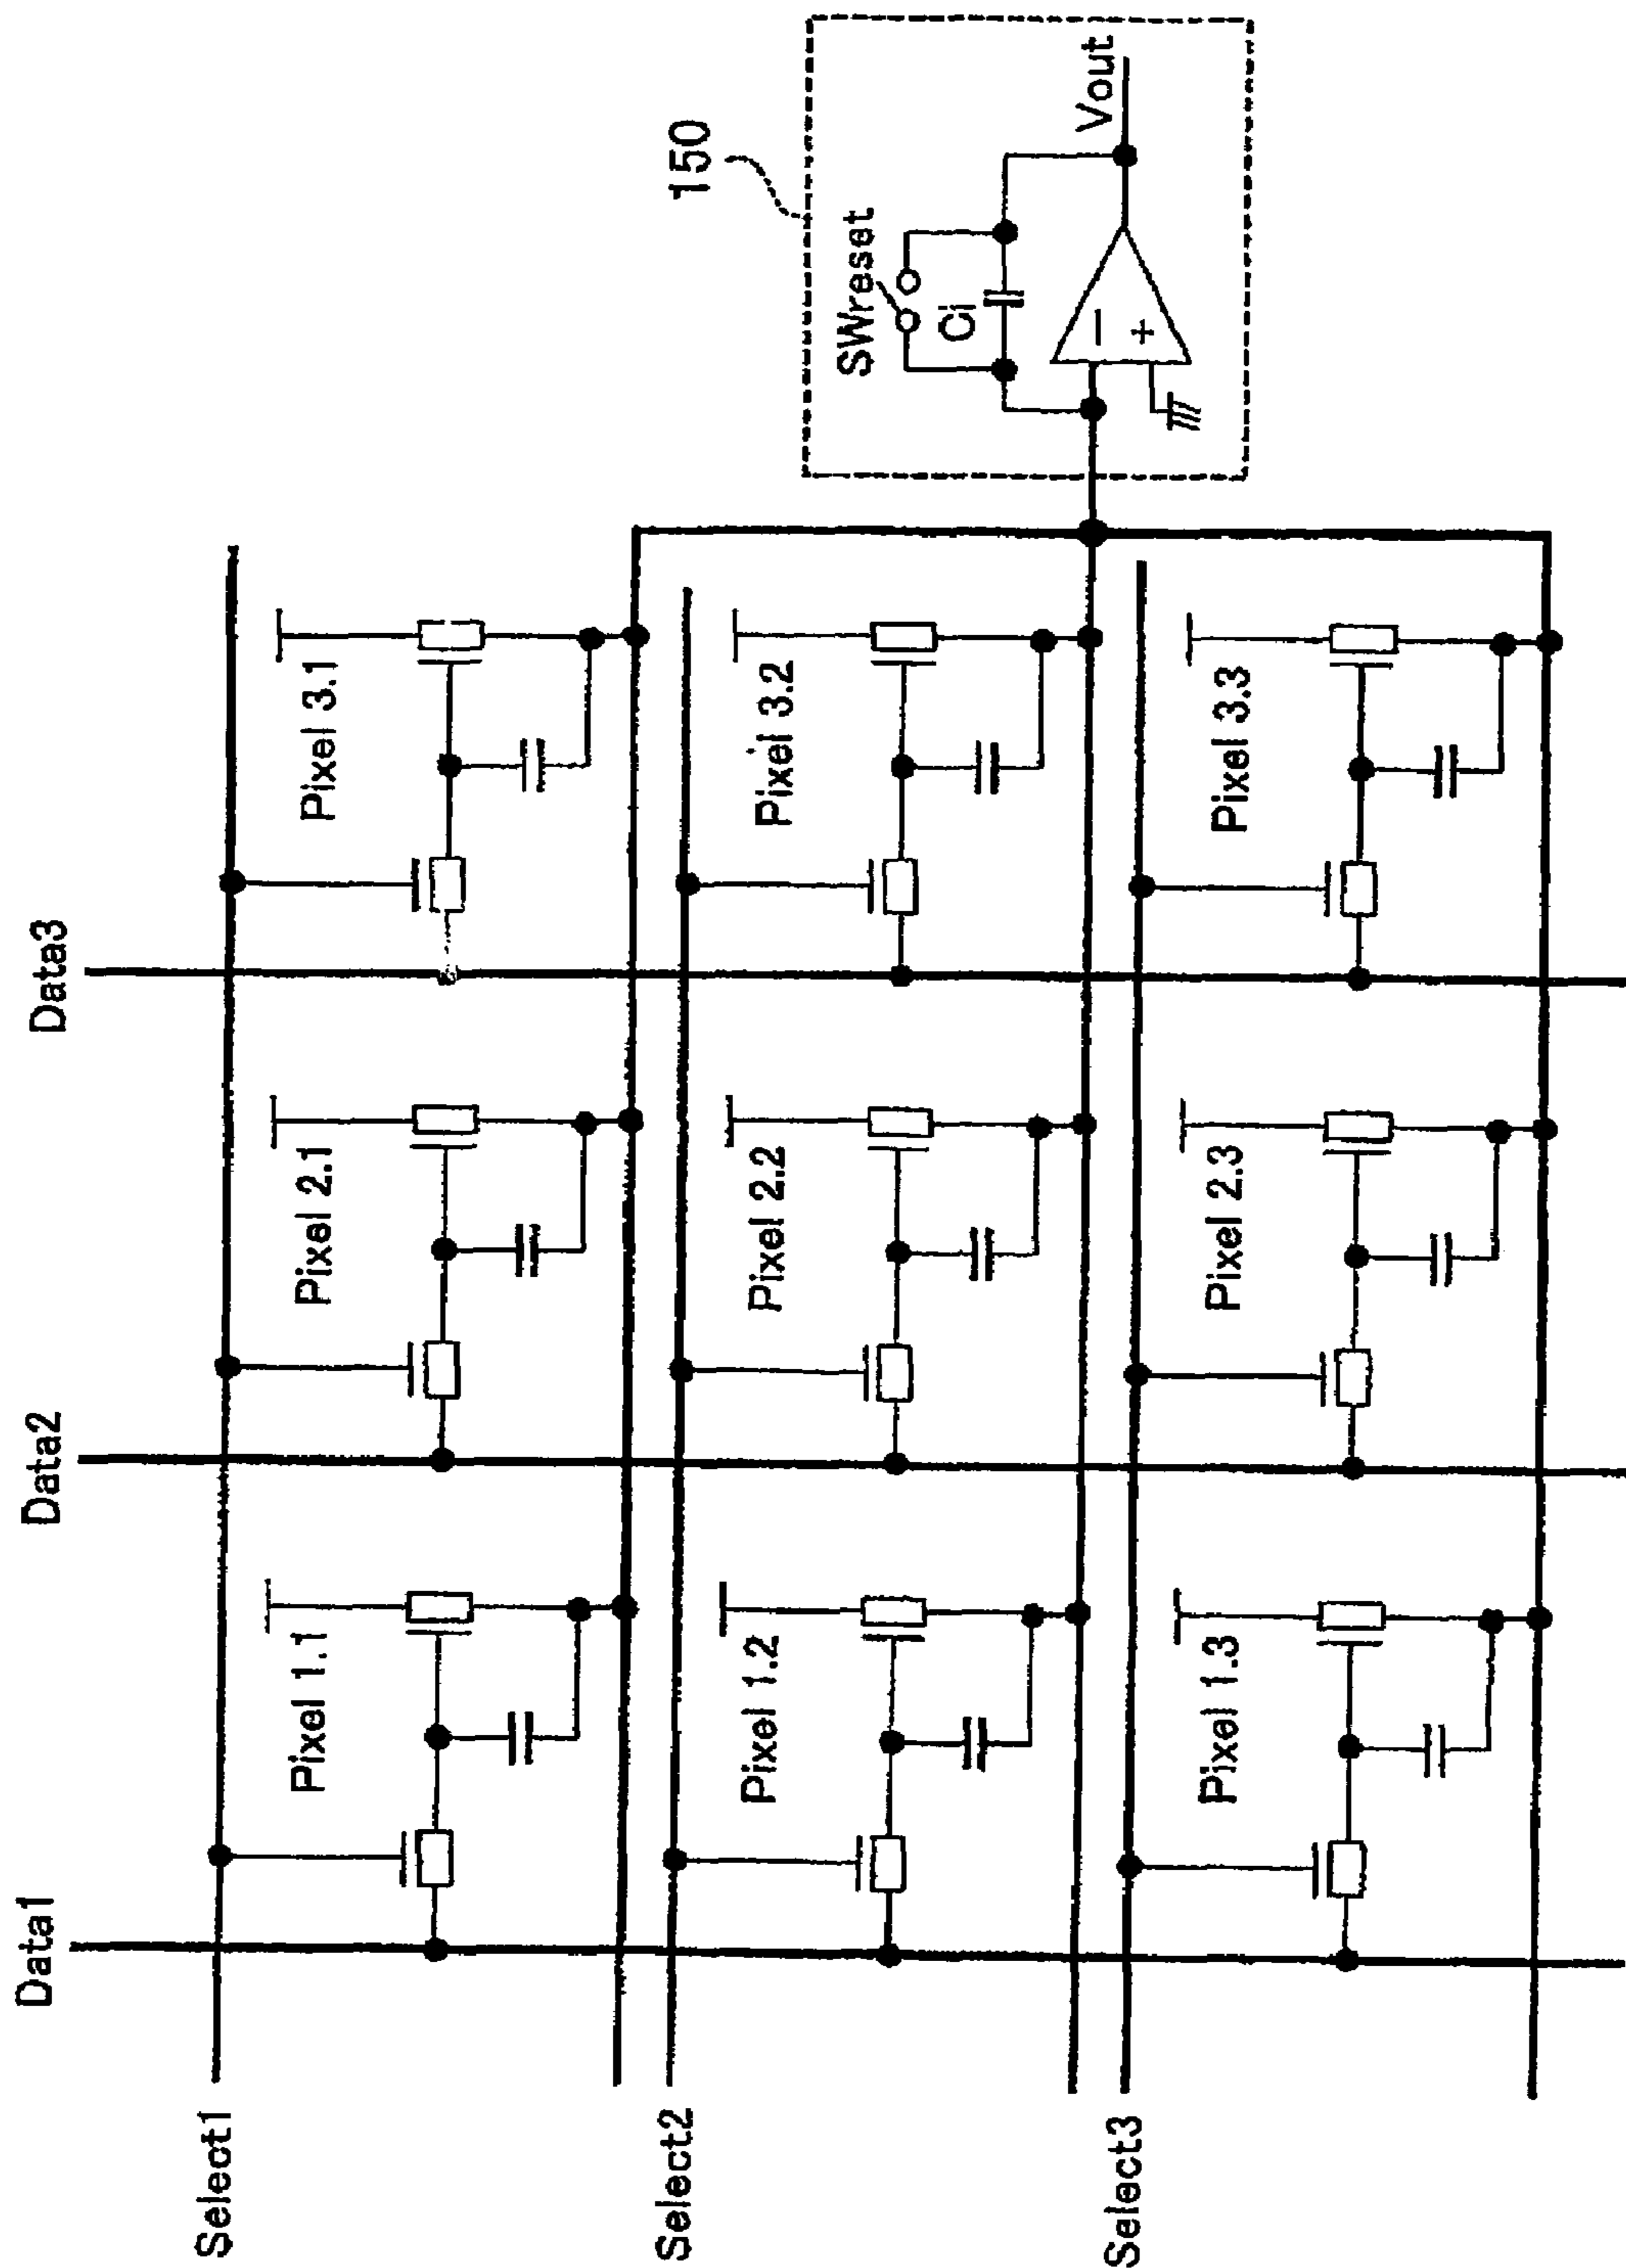 Data1
Data2
Data3
Select1
Pixel 1.1
Pixel 2.1
Pixel 3.1
Select2
Pixel 1.2
Pixel 2.2
Pixel 3.2
Select3
Pixel 1.3
Pixel 2.3
Pixel 3.3
150
SWreset
Ci
−
+
Vout